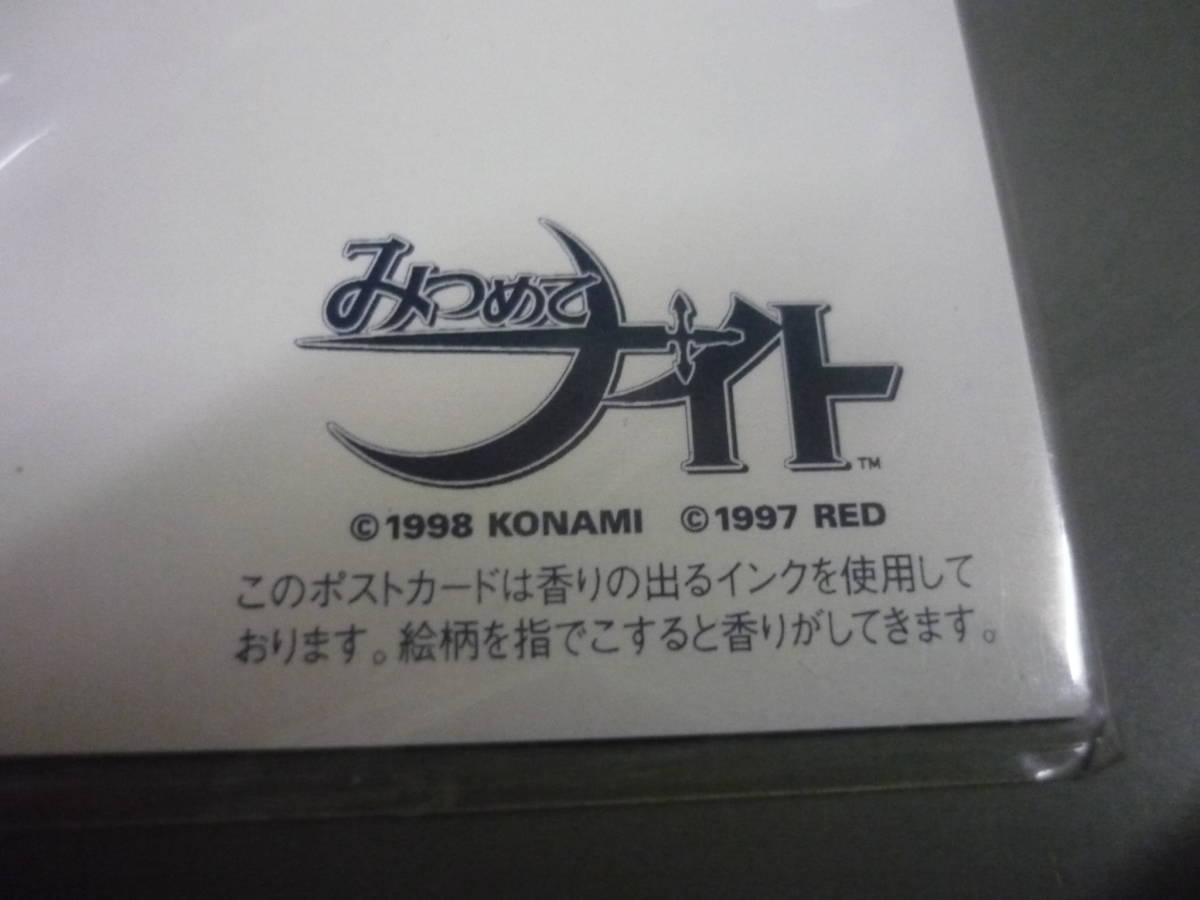 みつめて
ナイト™
©1998 KONAMI ©1997 RED
このポストカードは香りの出るインクを使用して
おります。絵柄を指でこすると香りがしてきます。